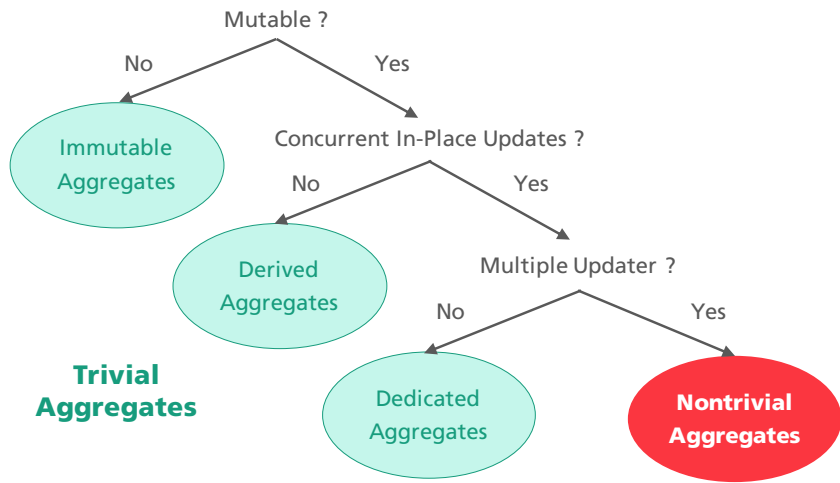 Mutable ?
No
Yes
Immutable
Aggregates
Concurrent In-Place Updates ?
No
Yes
Derived
Aggregates
Multiple Updater ?
No
Yes
Trivial
Aggregates
Dedicated
Aggregates
Nontrivial
Aggregates